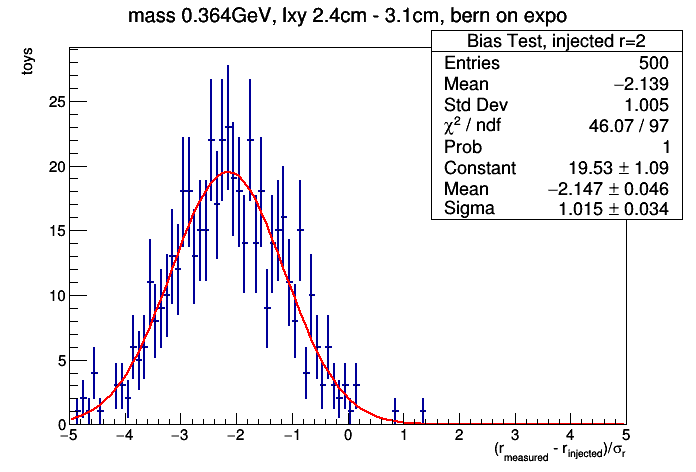 mass 0.364GeV, lxy 2.4cm - 3.1cm, bern on expo
toys
Bias Test, injected r=2
Entries 500
Mean −2.139
Std Dev 1.005
χ² / ndf 46.07 / 97
Prob 1
Constant 19.53 ± 1.09
Mean −2.147 ± 0.046
Sigma 1.015 ± 0.034
25
20
15
10
5
0
−5 −4 −3 −2 −1 0 1 2 3 4 5
(r_measured - r_injected)/σ_r